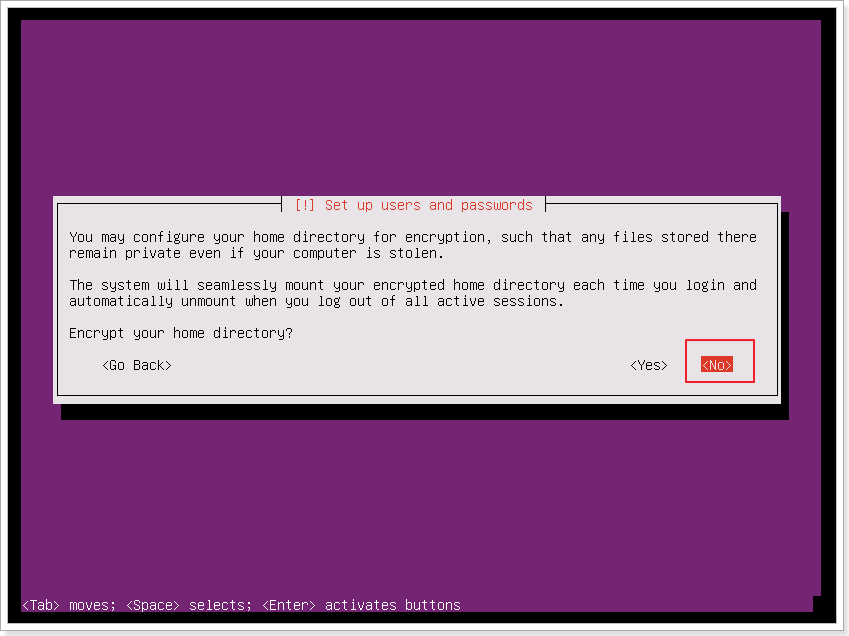 [!] Set up users and passwords
You may configure your home directory for encryption, such that any files stored there
remain private even if your computer is stolen.
The system will seamlessly mount your encrypted home directory each time you login and
automatically unmount when you log out of all active sessions.
Encrypt your home directory?
<Go Back> <Yes> <No>
<Tab> moves; <Space> selects; <Enter> activates buttons